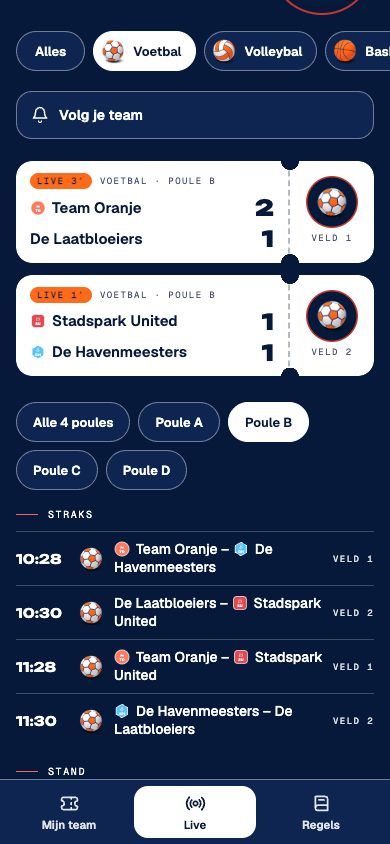 Alles
Voetbal
Volleybal
Bas
Volg je team
LIVE 3' VOETBAL · POULE B
Team Oranje 2
De Laatbloeiers 1
VELD 1
LIVE 1' VOETBAL · POULE B
Stadspark United 1
De Havenmeesters 1
VELD 2
Alle 4 poules
Poule A
Poule B
Poule C
Poule D
STRAKS
10:28 Team Oranje – De Havenmeesters VELD 1
10:30 De Laatbloeiers – Stadspark United VELD 2
11:28 Team Oranje – Stadspark United VELD 1
11:30 De Havenmeesters – De Laatbloeiers VELD 2
STAND
Mijn team
Live
Regels